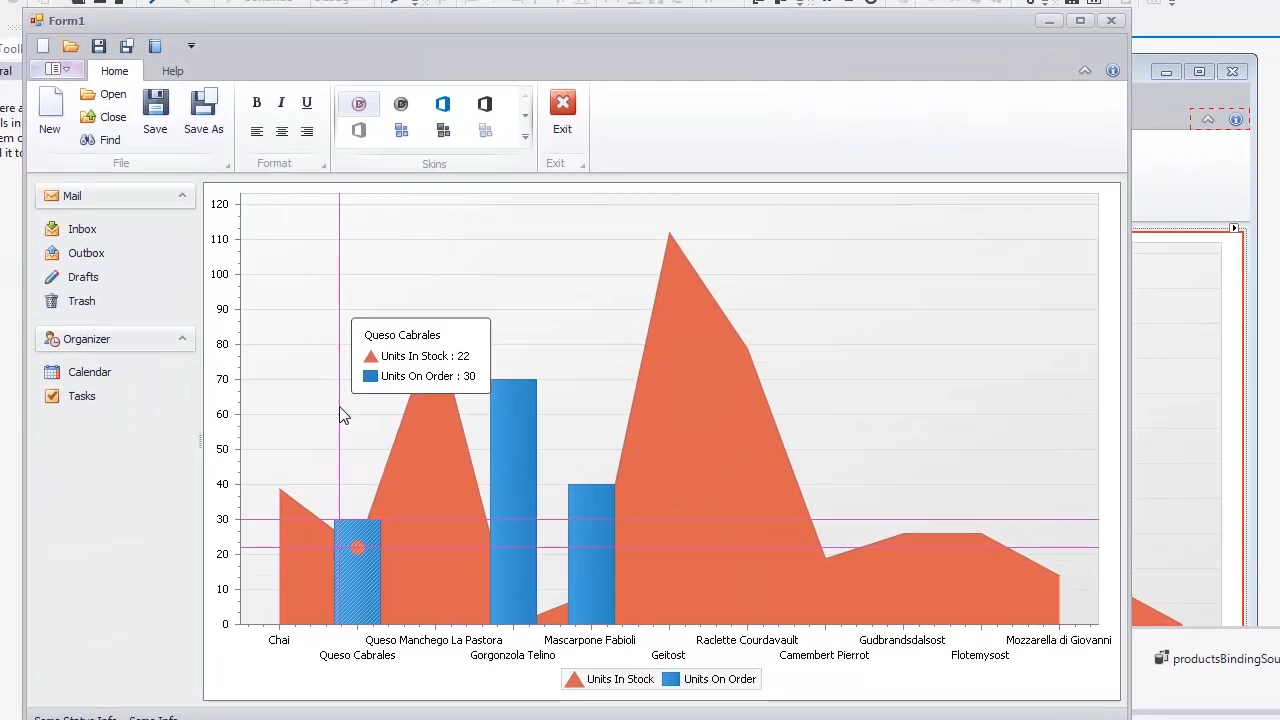 Form1
Home
Help
New
Open
Close
Find
Save
Save As
File
B I U
Format
Skins
Exit
Exit
Mail
Inbox
Outbox
Drafts
Trash
Organizer
Calendar
Tasks
120
110
100
90
80
70
60
50
40
30
20
10
0
Queso Cabrales
Units In Stock : 22
Units On Order : 30
Chai
Queso Manchego La Pastora
Mascarpone Fabioli
Raclette Courdavault
Gudbrandsdalsost
Mozzarella di Giovanni
Queso Cabrales
Gorgonzola Telino
Geitost
Camembert Pierrot
Flotemysost
Units In Stock
Units On Order
productsBindingSou